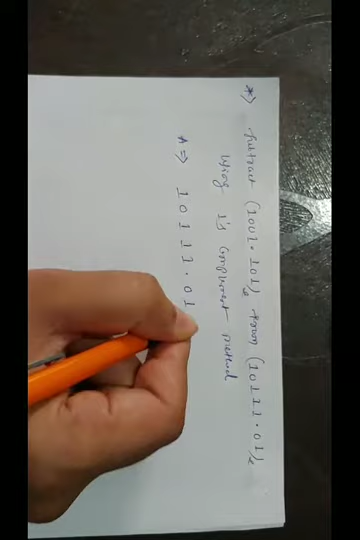 *) Subtract (1001.101)₂ from (10111.01)₂
using 1's complement method
A ⇒ 10111.01